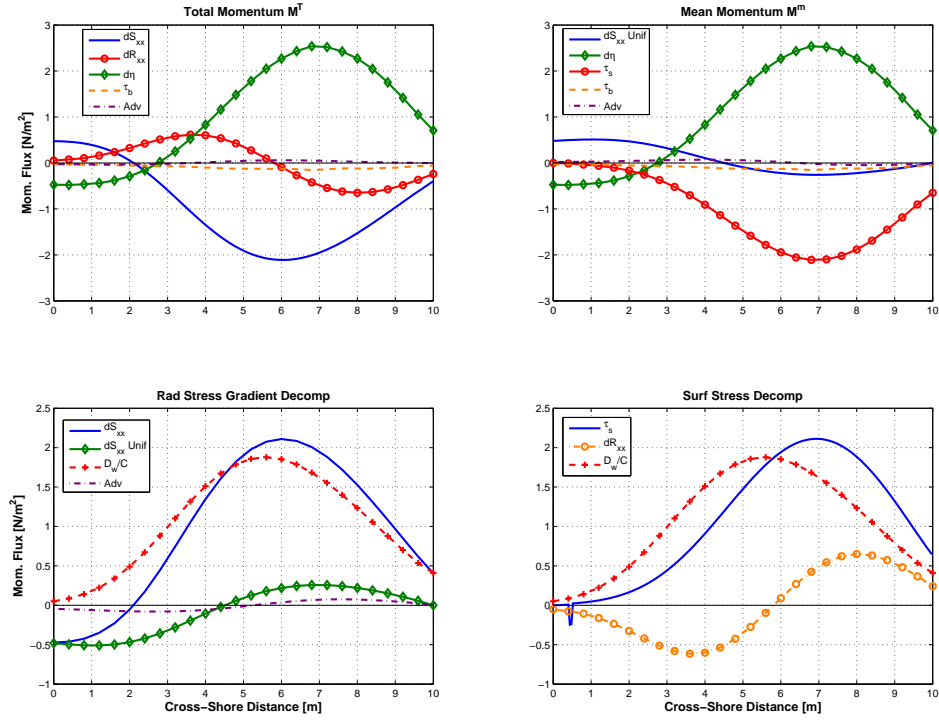 Total Momentum M^T
Mom. Flux [N/m²]
3
2
1
0
−1
−2
−3
dS_xx
dR_xx
dη
τ_b
Adv
0 1 2 3 4 5 6 7 8 9 10
Mean Momentum M^m
3
2
1
0
−1
−2
−3
dS_xx Unif
dη
τ_s
τ_b
Adv
0 1 2 3 4 5 6 7 8 9 10
Rad Stress Gradient Decomp
Mom. Flux [N/m²]
2.5
2
1.5
1
0.5
0
−0.5
−1
dS_xx
dS_xx Unif
D_w/C
Adv
0 1 2 3 4 5 6 7 8 9 10
Cross−Shore Distance [m]
Surf Stress Decomp
2.5
2
1.5
1
0.5
0
−0.5
−1
τ_s
dR_xx
D_w/C
0 1 2 3 4 5 6 7 8 9 10
Cross−Shore Distance [m]